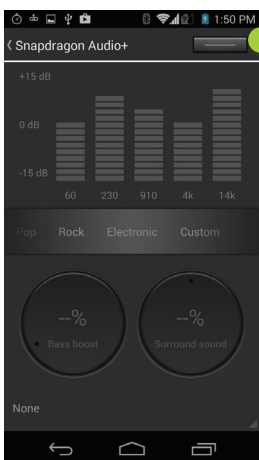 1:50 PM
Snapdragon Audio+
+15 dB
0 dB
-15 dB
60 230 910 4k 14k
Pop Rock Electronic Custom
--% --%
Bass boost Surround sound
None